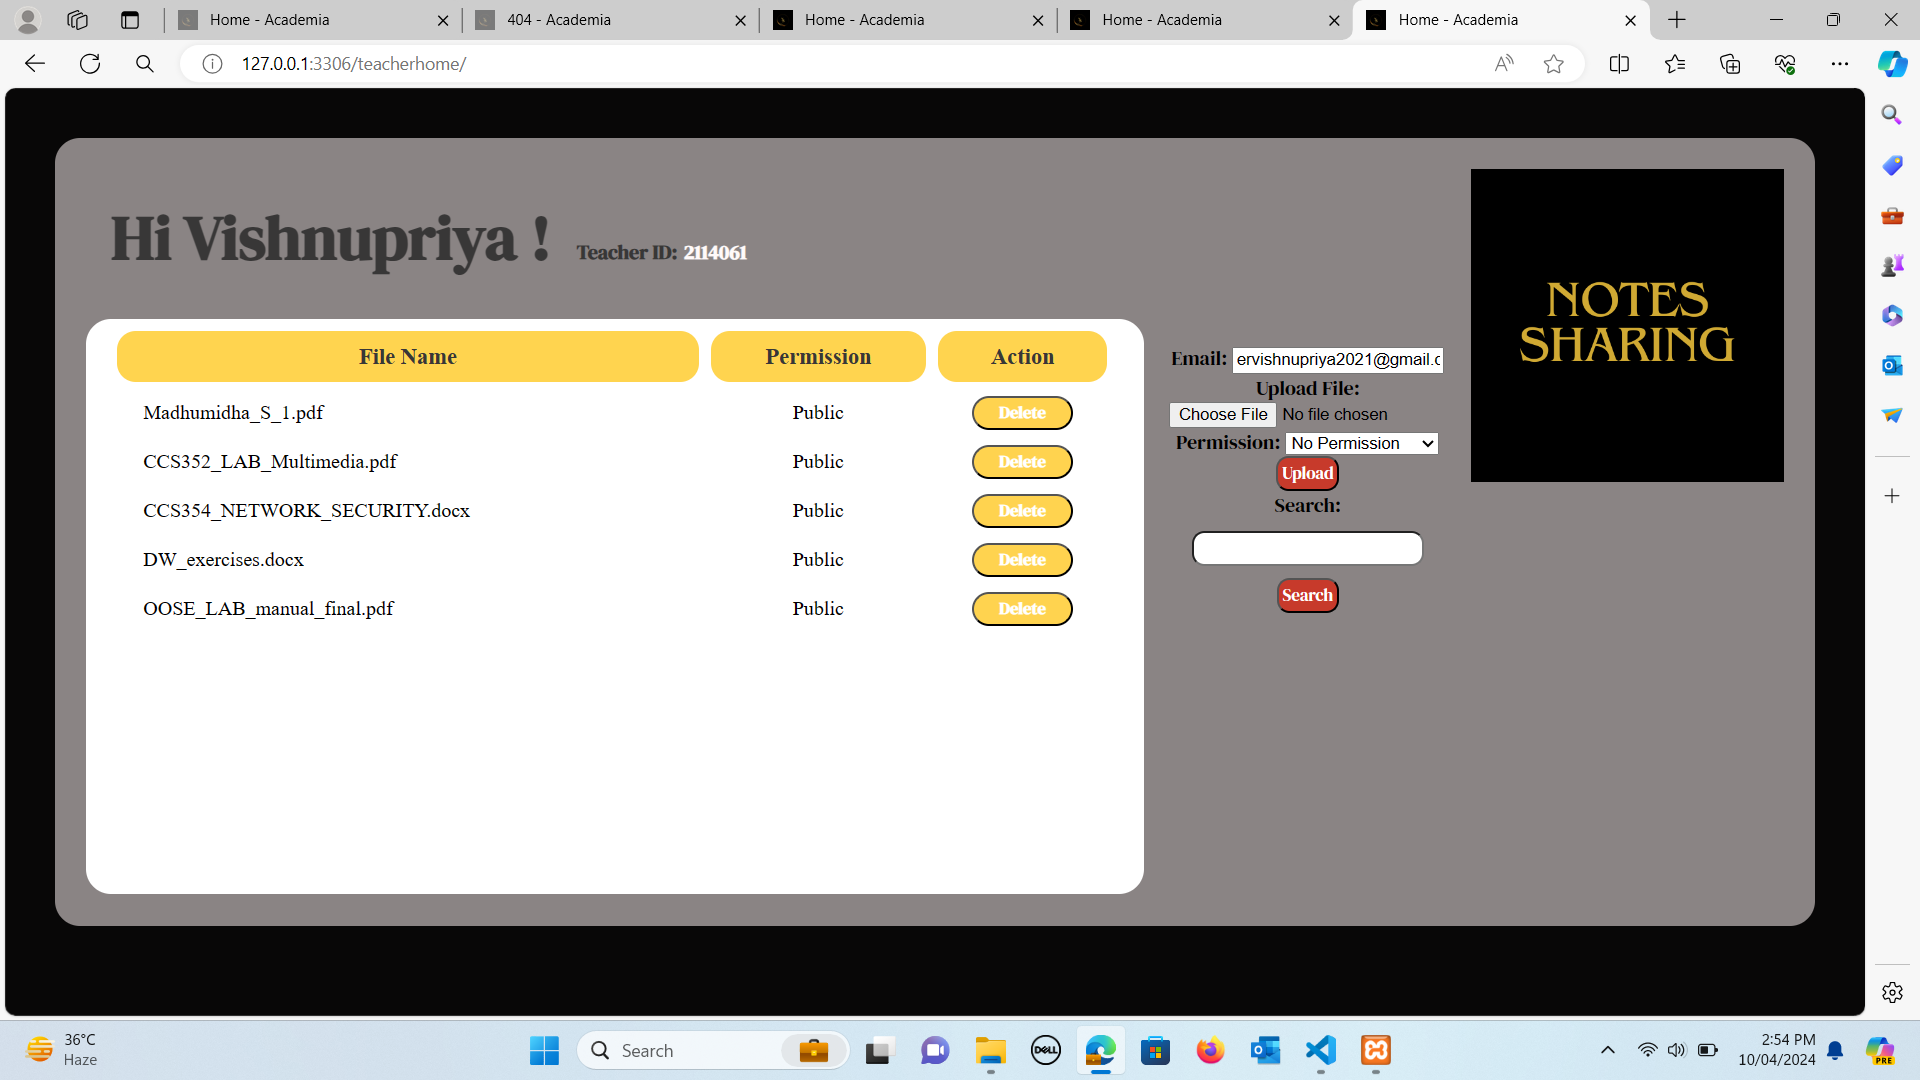 Home - Academia
404 - Academia
Home - Academia
Home - Academia
Home - Academia
127.0.0.1:3306/teacherhome/
Hi Vishnupriya !
Teacher ID: 2114061
NOTES
SHARING
File Name
Permission
Action
Madhumidha_S_1.pdf
Public
Delete
CCS352_LAB_Multimedia.pdf
Public
Delete
CCS354_NETWORK_SECURITY.docx
Public
Delete
DW_exercises.docx
Public
Delete
OOSE_LAB_manual_final.pdf
Public
Delete
Email: ervishnupriya2021@gmail.c
Upload File:
Choose File No file chosen
Permission: No Permission
Upload
Search:
Search
36°C
Haze
Search
DELL
2:54 PM
10/04/2024
PRE